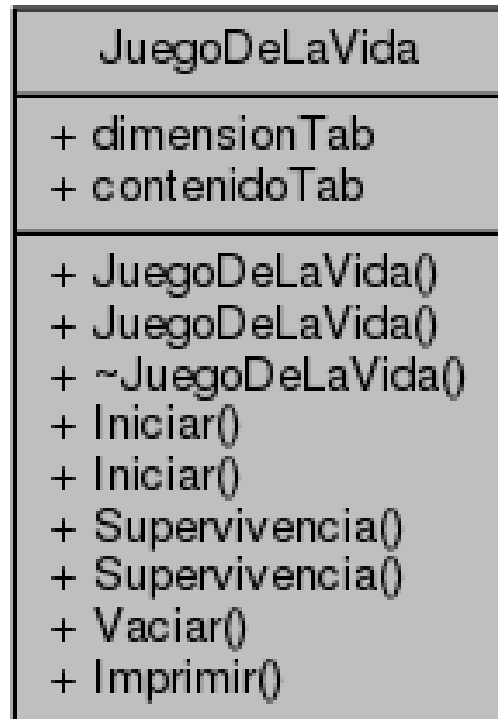 JuegoDeLaVida
+ dimensionTab
+ contenidoTab
+ JuegoDeLaVida()
+ JuegoDeLaVida()
+ ~JuegoDeLaVida()
+ Iniciar()
+ Iniciar()
+ Supervivencia()
+ Supervivencia()
+ Vaciar()
+ Imprimir()